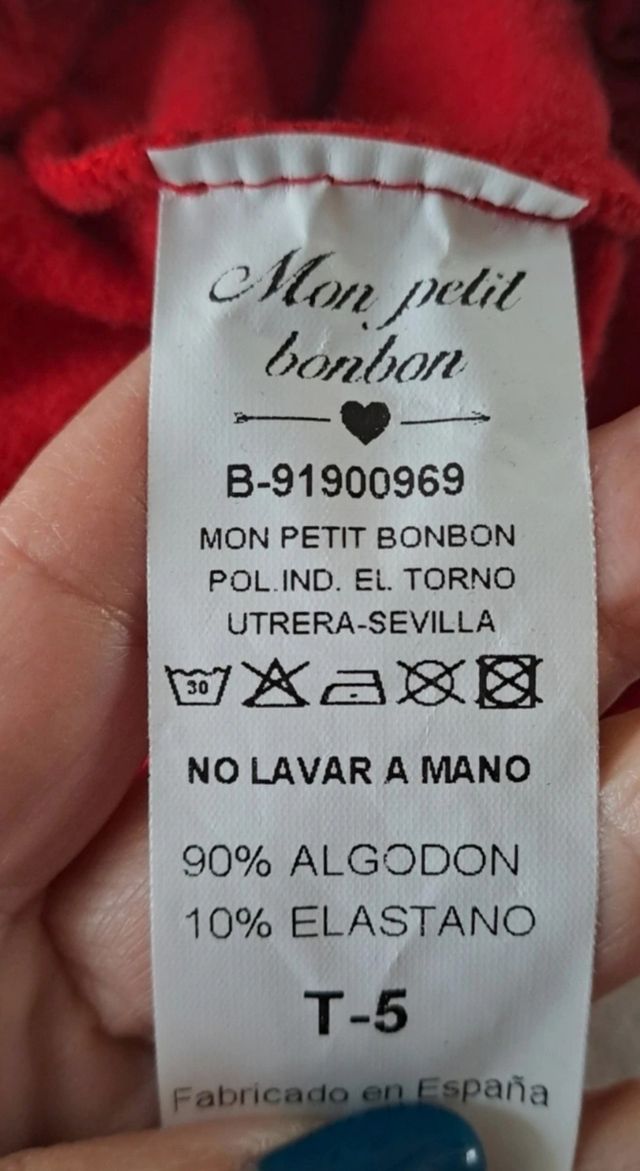 Mon petit
bonbon
B-91900969
MON PETIT BONBON
POL.IND. EL TORNO
UTRERA-SEVILLA
30
NO LAVAR A MANO
90% ALGODON
10% ELASTANO
T-5
Fabricado en España